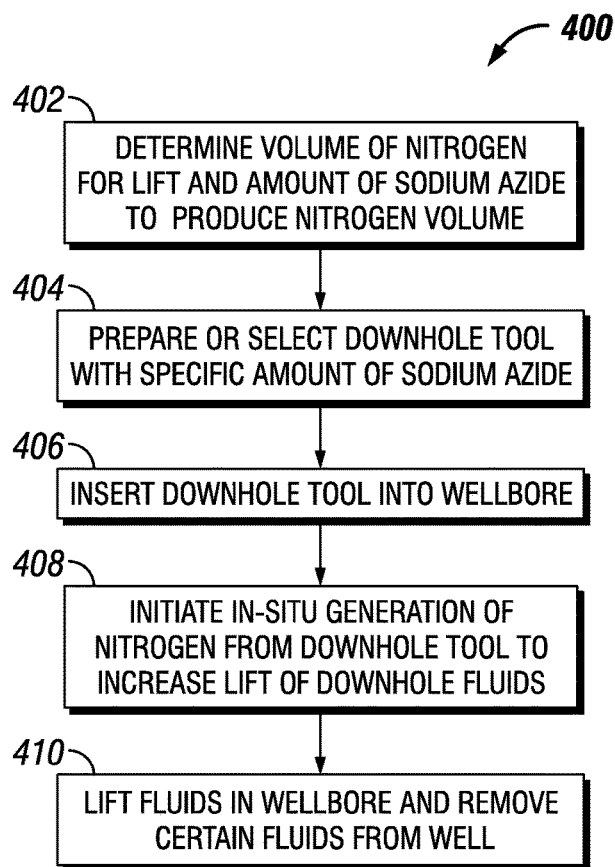 400
402
DETERMINE VOLUME OF NITROGEN
FOR LIFT AND AMOUNT OF SODIUM AZIDE
TO PRODUCE NITROGEN VOLUME
404
PREPARE OR SELECT DOWNHOLE TOOL
WITH SPECIFIC AMOUNT OF SODIUM AZIDE
406
INSERT DOWNHOLE TOOL INTO WELLBORE
408
INITIATE IN-SITU GENERATION OF
NITROGEN FROM DOWNHOLE TOOL TO
INCREASE LIFT OF DOWNHOLE FLUIDS
410
LIFT FLUIDS IN WELLBORE AND REMOVE
CERTAIN FLUIDS FROM WELL